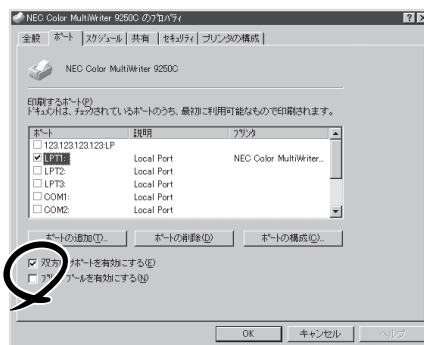 NEC Color MultiWriter 9250C のプロパティ
全般 ポート スケジュール 共有 セキュリティ プリンタの構成
NEC Color MultiWriter 9250C
印刷するポート(P)
ドキュメントは、チェックされているポートのうち、最初に利用可能なもので印刷されます。
ポート 説明 プリンタ
123.123.123.123:LP
LPT1: Local Port NEC Color MultiWriter...
LPT2: Local Port
LPT3: Local Port
COM1: Local Port
COM2: Local Port
ポートの追加(T)... ポートの削除(D) ポートの構成(C)...
双方向サポートを有効にする(E)
プールを有効にする(N)
OK キャンセル ヘルプ